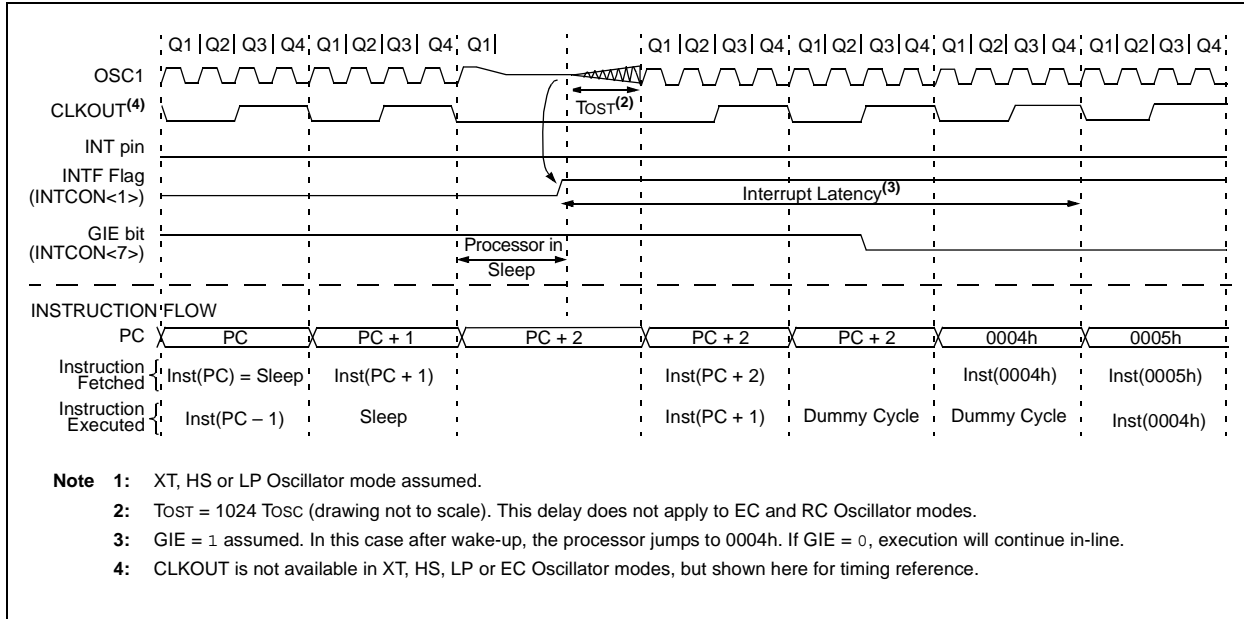 Q1 | Q2 | Q3 | Q4 | Q1 | Q2 | Q3 | Q4 | Q1 | Q1 | Q2 | Q3 | Q4 | Q1 | Q2 | Q3 | Q4 | Q1 | Q2 | Q3 | Q4 | Q1 | Q2 | Q3 | Q4
OSC1
TOST(2)
CLKOUT(4)
INT pin
INTF Flag
(INTCON<1>)
Interrupt Latency(3)
GIE bit
(INTCON<7>)
Processor in
Sleep
INSTRUCTION FLOW
PC PC PC + 1 PC + 2 PC + 2 PC + 2 0004h 0005h
Instruction Fetched { Inst(PC) = Sleep Inst(PC + 1) Inst(PC + 2) Inst(0004h) Inst(0005h)
Instruction Executed { Inst(PC – 1) Sleep Inst(PC + 1) Dummy Cycle Dummy Cycle Inst(0004h)
Note 1: XT, HS or LP Oscillator mode assumed.
2: TOST = 1024 TOSC (drawing not to scale). This delay does not apply to EC and RC Oscillator modes.
3: GIE = 1 assumed. In this case after wake-up, the processor jumps to 0004h. If GIE = 0, execution will continue in-line.
4: CLKOUT is not available in XT, HS, LP or EC Oscillator modes, but shown here for timing reference.